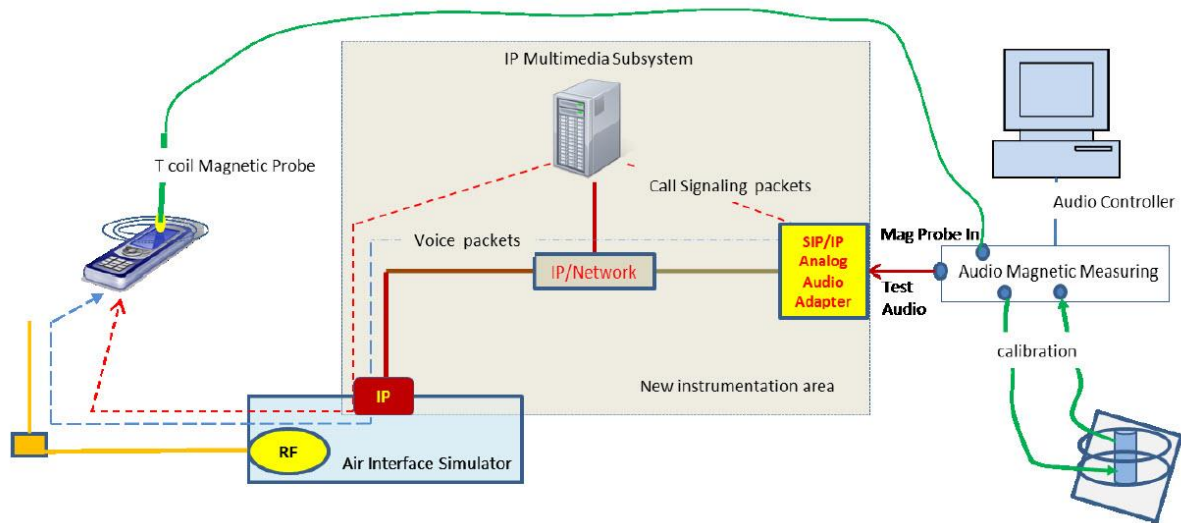 IP Multimedia Subsystem
T coil Magnetic Probe
Call Signaling packets
Audio Controller
Voice packets
Mag Probe In
SIP/IP
Analog
Audio
Adapter
IP/Network
Audio Magnetic Measuring
Test
Audio
calibration
New instrumentation area
IP
RF
Air Interface Simulator